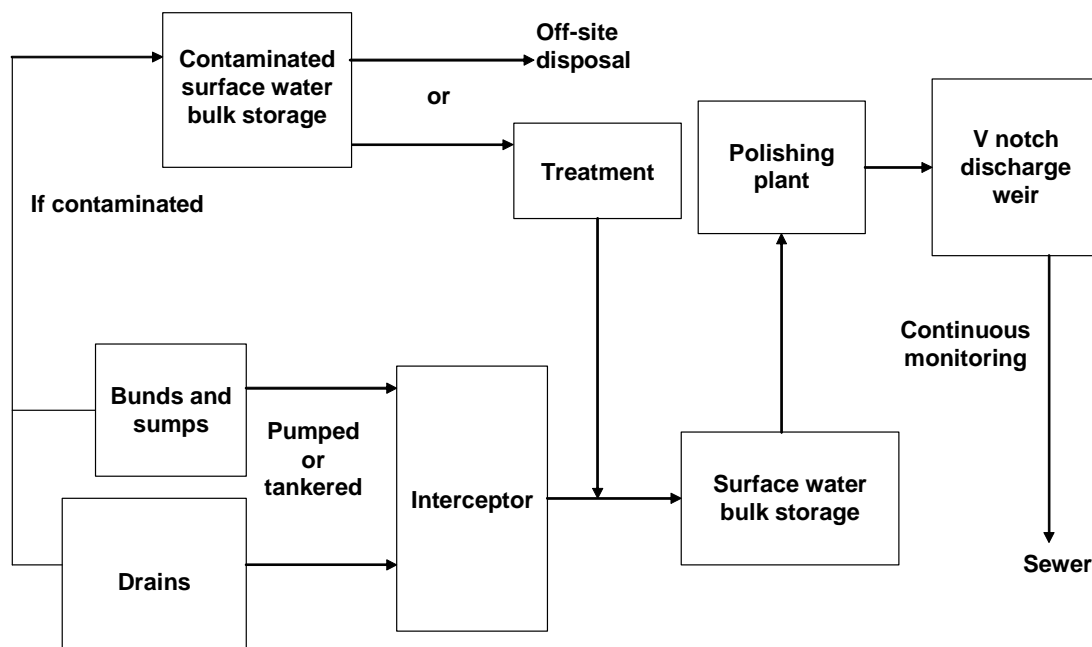 Contaminated
surface water
bulk storage
Off-site
disposal
or
Treatment
Polishing
plant
V notch
discharge
weir
If contaminated
Continuous
monitoring
Bunds and
sumps
Pumped
or
tankered
Interceptor
Surface water
bulk storage
Drains
Sewer